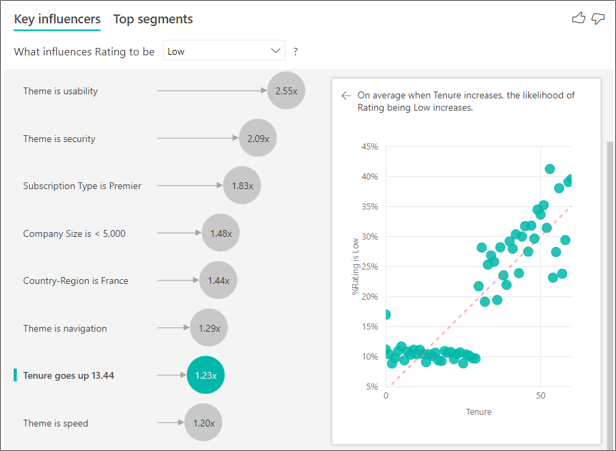 Key influencers Top segments
What influences Rating to be Low ?
Theme is usability 2.55x
Theme is security 2.09x
Subscription Type is Premier 1.83x
Company Size is < 5,000 1.48x
Country-Region is France 1.44x
Theme is navigation 1.29x
Tenure goes up 13.44 1.23x
Theme is speed 1.20x
On average when Tenure increases, the likelihood of
Rating being Low increases.
45%
40%
35%
30%
25%
20%
15%
10%
5%
%Rating is Low
0 50
Tenure